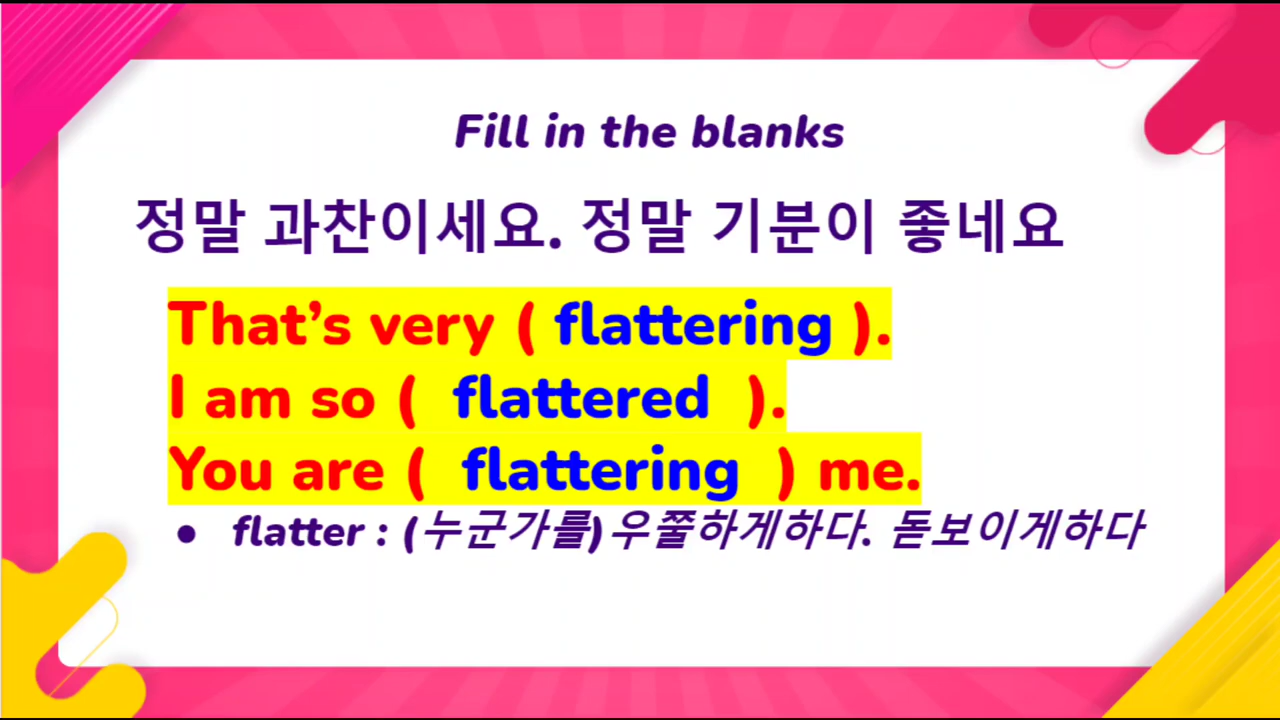 Fill in the blanks
정말 과찬이세요. 정말 기분이 좋네요
That’s very ( flattering ).
I am so ( flattered ).
You are ( flattering ) me.
● flatter : (누군가를)우쭐하게하다. 돋보이게하다